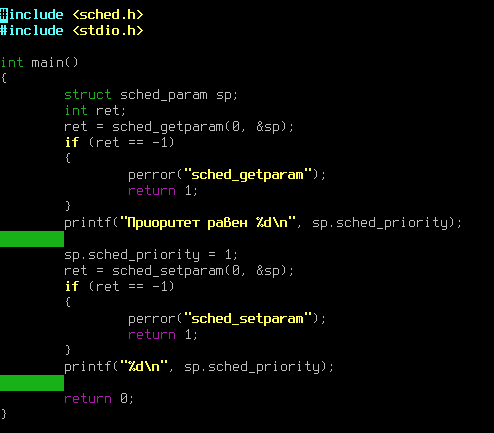 #include <sched.h>
#include <stdio.h>

int main()
{
        struct sched_param sp;
        int ret;
        ret = sched_getparam(0, &sp);
        if (ret == -1)
        {
                perror("sched_getparam");
                return 1;
        }
        printf("Приоритет равен %d\n", sp.sched_priority);

        sp.sched_priority = 1;
        ret = sched_setparam(0, &sp);
        if (ret == -1)
        {
                perror("sched_setparam");
                return 1;
        }
        printf("%d\n", sp.sched_priority);

        return 0;
}